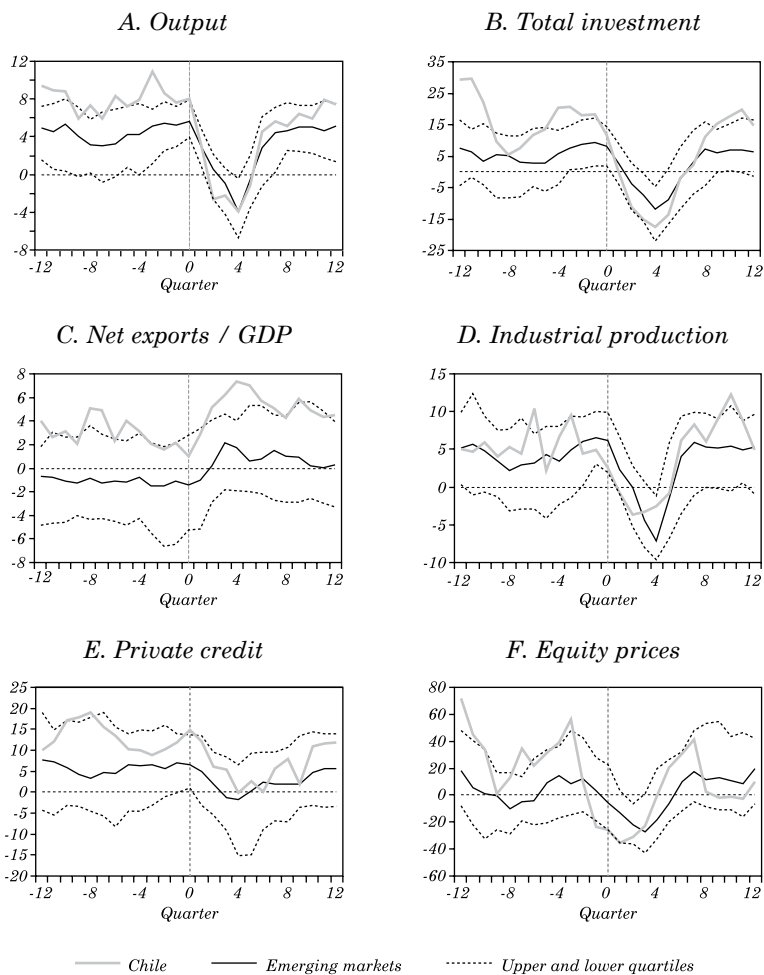 A. Output
B. Total investment
12
8
4
0
-4
-8
-12 -8 -4 0 4 8 12
Quarter
35
25
15
5
-5
-15
-25
-12 -8 -4 0 4 8 12
Quarter
C. Net exports / GDP
D. Industrial production
8
6
4
2
0
-2
-4
-6
-8
-12 -8 -4 0 4 8 12
Quarter
15
10
5
0
-5
-10
-12 -8 -4 0 4 8 12
Quarter
E. Private credit
F. Equity prices
25
20
15
10
5
0
-5
-10
-15
-20
-12 -8 -4 0 4 8 12
Quarter
80
60
40
20
0
-20
-40
-60
-12 -8 -4 0 4 8 12
Quarter
Chile Emerging markets Upper and lower quartiles